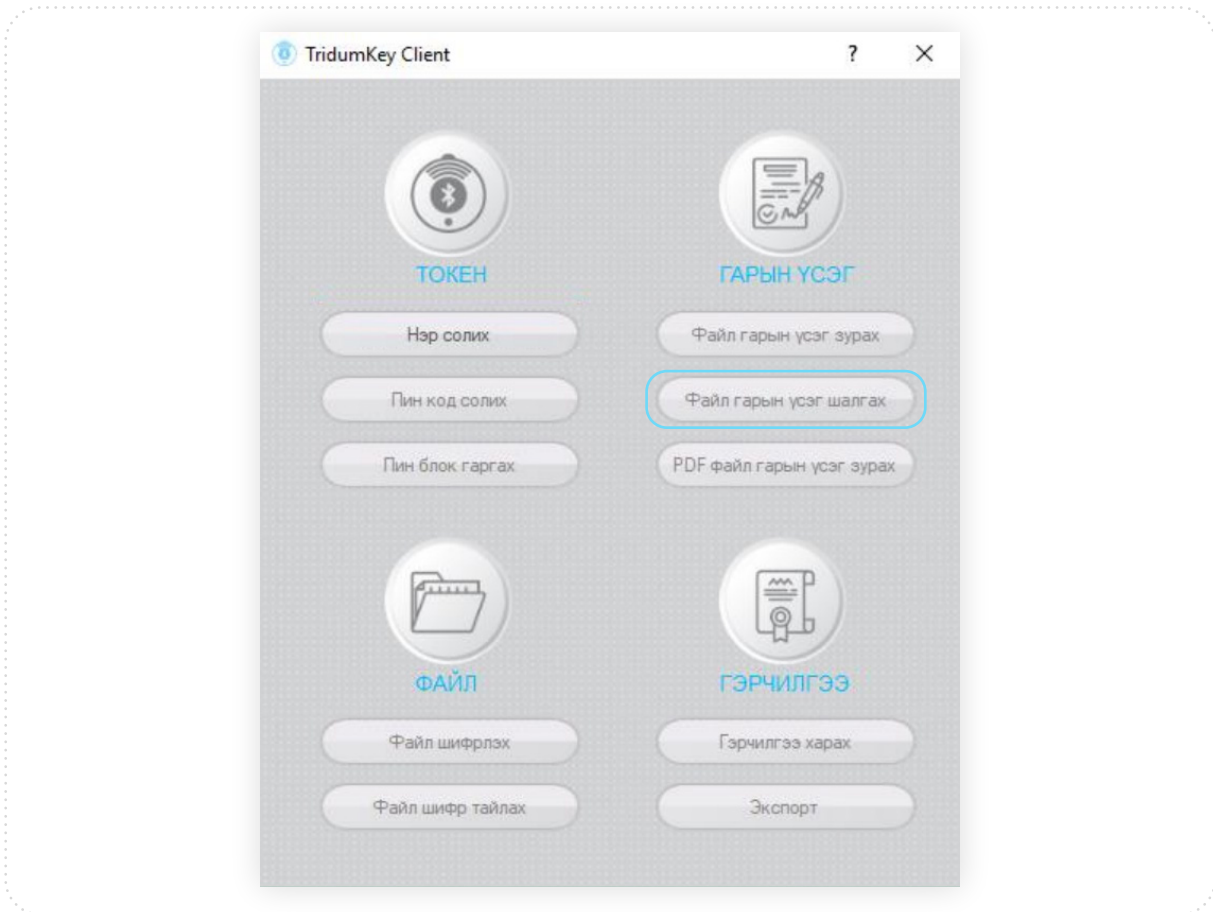 TridumKey Client
ТОКЕН
Нэр солих
Пин код солих
Пин блок гаргах
ГАРЫН ҮСЭГ
Файл гарын үсэг зурах
Файл гарын үсэг шалгах
PDF файл гарын үсэг зурах
ФАЙЛ
Файл шифрлэх
Файл шифр тайлах
ГЭРЧИЛГЭЭ
Гэрчилгээ харах
Экспорт